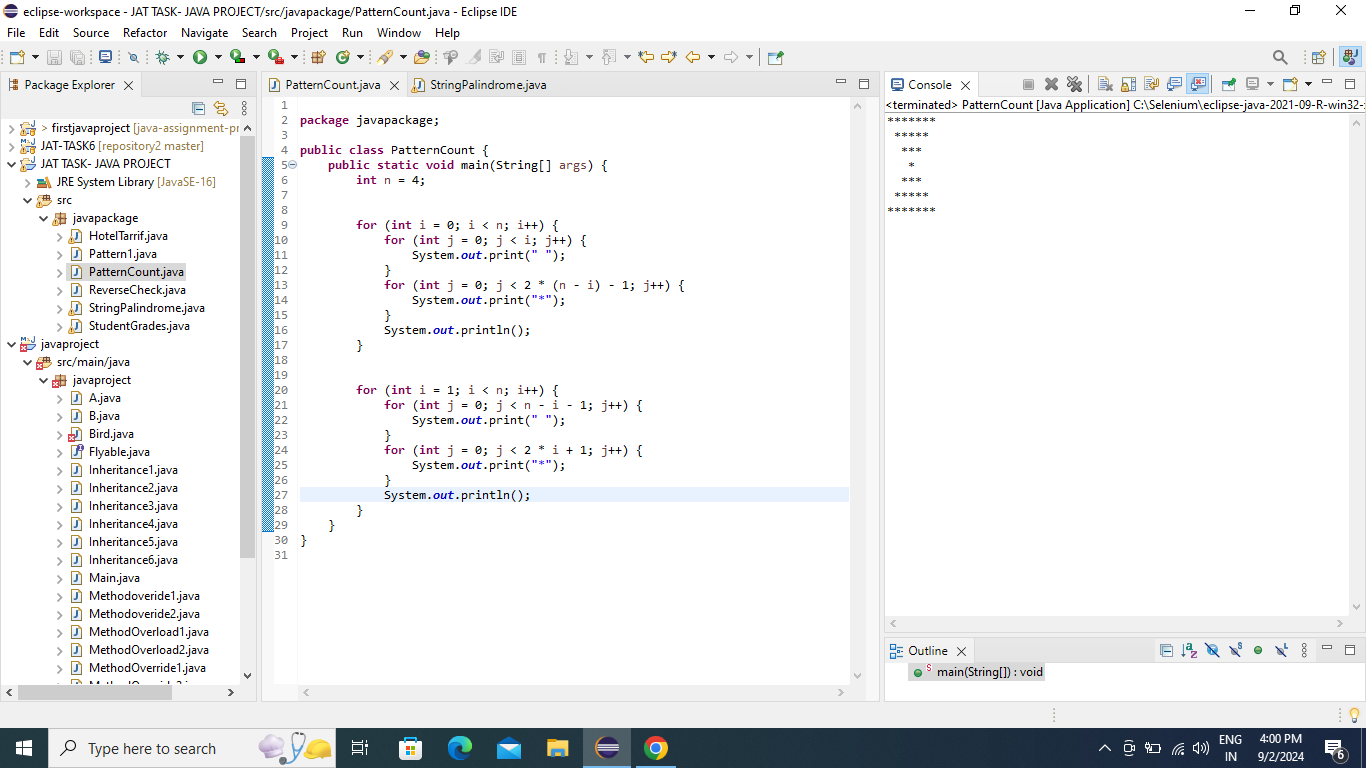 eclipse-workspace - JAT TASK- JAVA PROJECT/src/javapackage/PatternCount.java - Eclipse IDE
File Edit Source Refactor Navigate Search Project Run Window Help
Package Explorer
> firstjavaproject [java-assignment-pr
JAT-TASK6 [repository2 master]
JAT TASK- JAVA PROJECT
JRE System Library [JavaSE-16]
src
javapackage
HotelTarrif.java
Pattern1.java
PatternCount.java
ReverseCheck.java
StringPalindrome.java
StudentGrades.java
javaproject
src/main/java
javaproject
A.java
B.java
Bird.java
Flyable.java
Inheritance1.java
Inheritance2.java
Inheritance3.java
Inheritance4.java
Inheritance5.java
Inheritance6.java
Main.java
Methodoveride1.java
Methodoveride2.java
MethodOverload1.java
MethodOverload2.java
MethodOverride1.java
PatternCount.java StringPalindrome.java
1
2 package javapackage;
3
4 public class PatternCount {
5 public static void main(String[] args) {
6 int n = 4;
7
8
9 for (int i = 0; i < n; i++) {
10 for (int j = 0; j < i; j++) {
11 System.out.print(" ");
12 }
13 for (int j = 0; j < 2 * (n - i) - 1; j++) {
14 System.out.print("*");
15 }
16 System.out.println();
17 }
18
19
20 for (int i = 1; i < n; i++) {
21 for (int j = 0; j < n - i - 1; j++) {
22 System.out.print(" ");
23 }
24 for (int j = 0; j < 2 * i + 1; j++) {
25 System.out.print("*");
26 }
27 System.out.println();
28 }
29 }
30 }
31
Console
<terminated> PatternCount [Java Application] C:\Selenium\eclipse-java-2021-09-R-win32-
*******
 *****
  ***
   *
  ***
 *****
*******
Outline
main(String[]) : void
Type here to search
ENG
IN
4:00 PM
9/2/2024
6